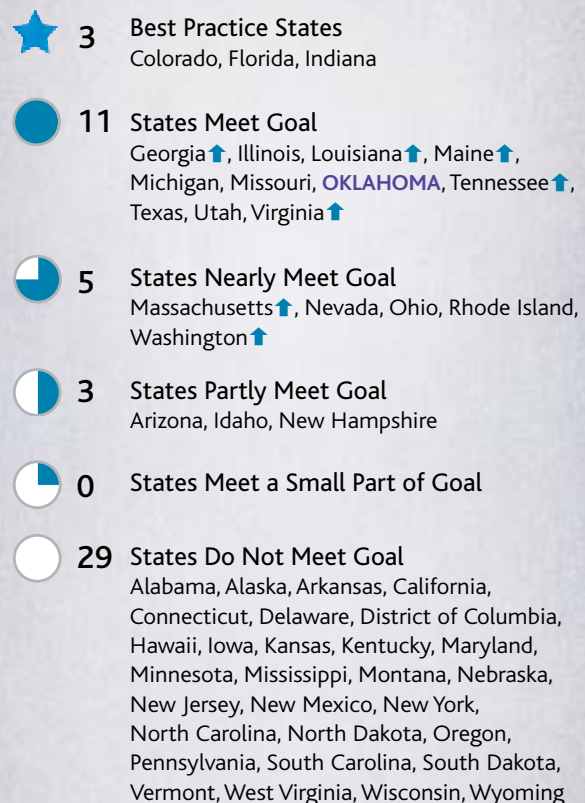 3 Best Practice States
Colorado, Florida, Indiana
11 States Meet Goal
Georgia⬆, Illinois, Louisiana⬆, Maine⬆,
Michigan, Missouri, OKLAHOMA, Tennessee⬆,
Texas, Utah, Virginia⬆
5 States Nearly Meet Goal
Massachusetts⬆, Nevada, Ohio, Rhode Island,
Washington⬆
3 States Partly Meet Goal
Arizona, Idaho, New Hampshire
0 States Meet a Small Part of Goal
29 States Do Not Meet Goal
Alabama, Alaska, Arkansas, California,
Connecticut, Delaware, District of Columbia,
Hawaii, Iowa, Kansas, Kentucky, Maryland,
Minnesota, Mississippi, Montana, Nebraska,
New Jersey, New Mexico, New York,
North Carolina, North Dakota, Oregon,
Pennsylvania, South Carolina, South Dakota,
Vermont, West Virginia, Wisconsin, Wyoming